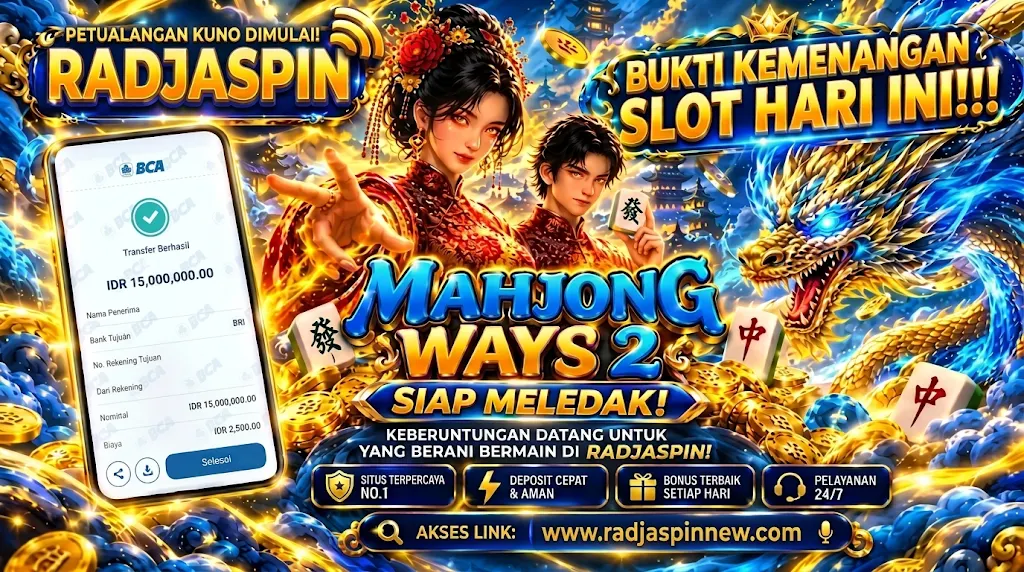 PETUALANGAN KUNO DIMULAI!
RADJASPIN
BUKTI KEMENANGAN
SLOT HARI INI!!!
BCA
Transfer Berhasil
IDR 15,000,000.00
Nama Penerima
Bank Tujuan
BRI
No. Rekening Tujuan
Dari Rekening
Nominal
IDR 15,000,000.00
Biaya
IDR 2,500.00
Selesai
發
發
中
中
MAHJONG
WAYS 2
SIAP MELEDAK!
KEBERUNTUNGAN DATANG UNTUK
YANG BERANI BERMAIN DI RADJASPIN!
SITUS TERPERCAYA
NO.1
DEPOSIT CEPAT
& AMAN
BONUS TERBAIK
SETIAP HARI
PELAYANAN
24/7
AKSES LINK: www.radjaspinnew.com